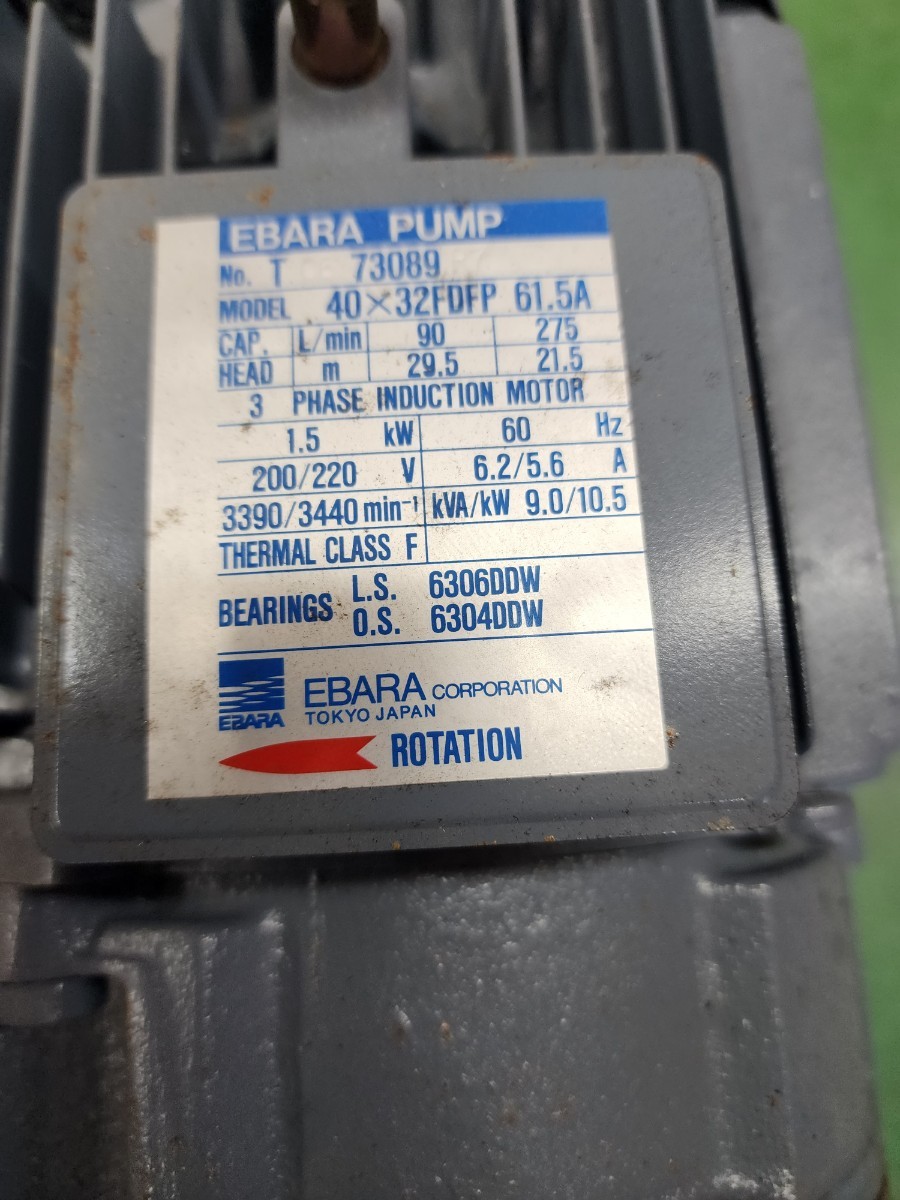 EBARA PUMP
No. T 73089
MODEL 40×32FDFP 61.5A
CAP. L/min 90 275
HEAD m 29.5 21.5
3 PHASE INDUCTION MOTOR
1.5 kW 60 Hz
200/220 V 6.2/5.6 A
3390/3440 min⁻¹ kVA/kW 9.0/10.5
THERMAL CLASS F
BEARINGS L.S. 6306DDW
O.S. 6304DDW
EBARA EBARA CORPORATION
TOKYO JAPAN
ROTATION